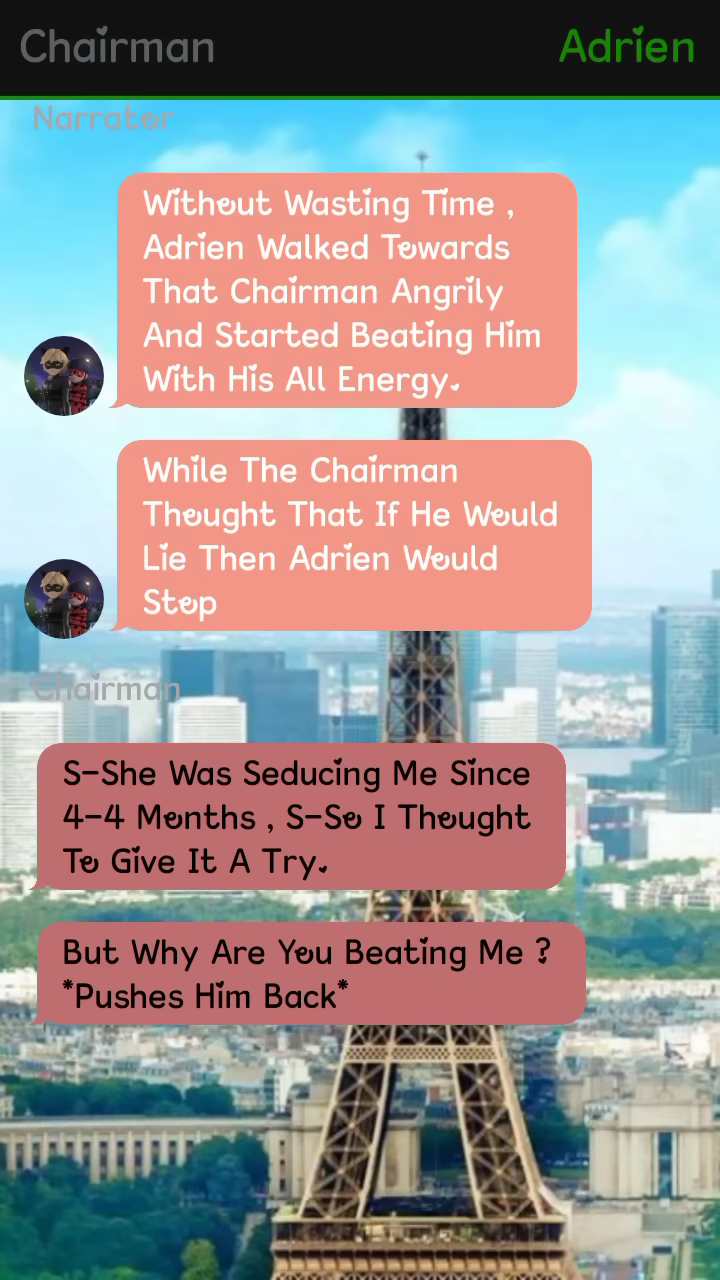 Chairman Adrien
Narrator
Without Wasting Time ,
Adrien Walked Towards
That Chairman Angrily
And Started Beating Him
With His All Energy.
While The Chairman
Thought That If He Would
Lie Then Adrien Would
Stop
Chairman
S-She Was Seducing Me Since
4-4 Months , S-So I Thought
To Give It A Try.
But Why Are You Beating Me ?
*Pushes Him Back*